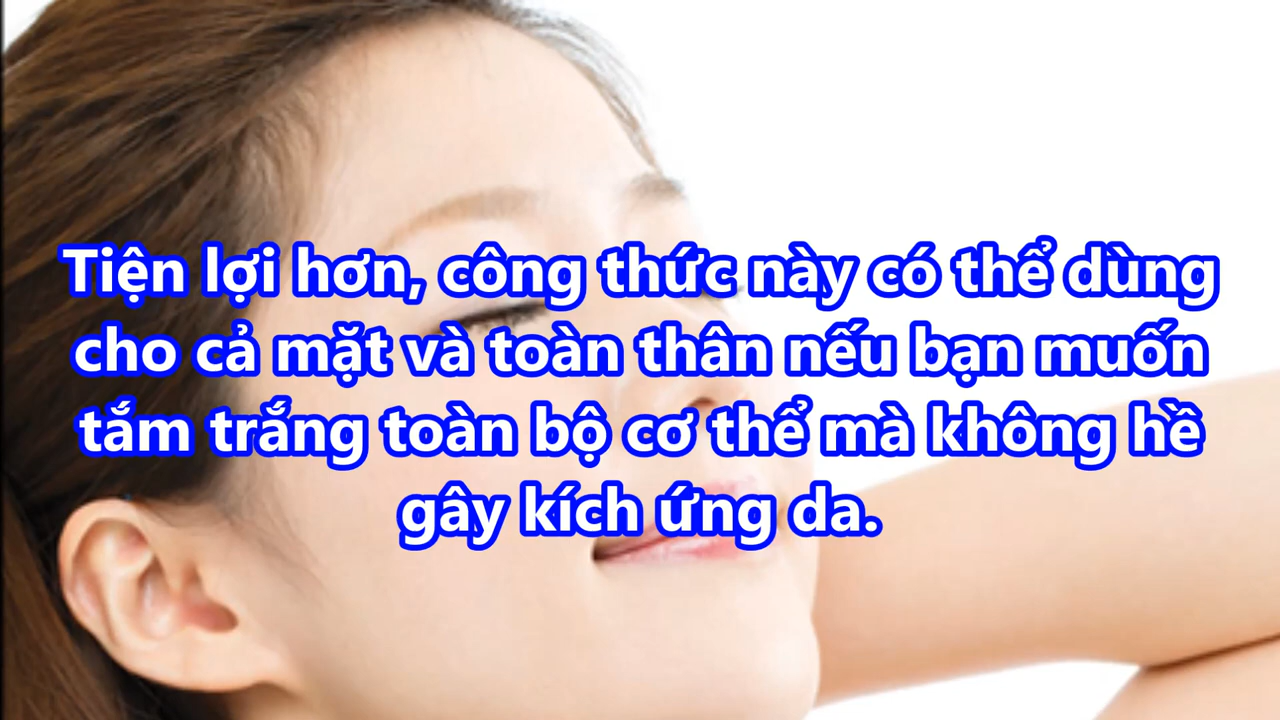 Tiện lợi hơn, công thức này có thể dùng
cho cả mặt và toàn thân nếu bạn muốn
tắm trắng toàn bộ cơ thể mà không hề
gây kích ứng da.